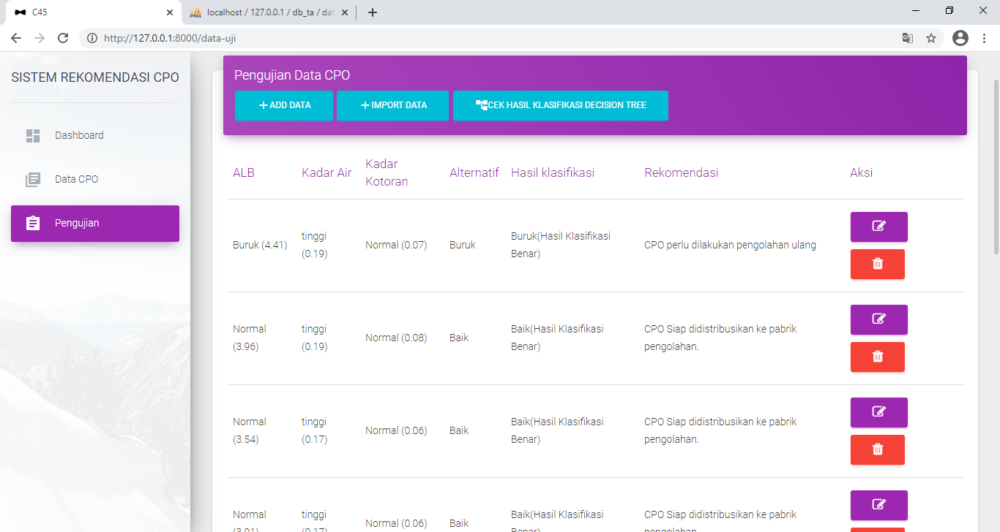 C45
localhost / 127.0.0.1 / db_ta / dat
http://127.0.0.1:8000/data-uji
SISTEM REKOMENDASI CPO
Dashboard
Data CPO
Pengujian
Pengujian Data CPO
ADD DATA
IMPORT DATA
CEK HASIL KLASIFIKASI DECISION TREE
ALB Kadar Air Kadar Kotoran Alternatif Hasil klasifikasi Rekomendasi Aksi
Buruk (4.41) tinggi (0.19) Normal (0.07) Buruk Buruk(Hasil Klasifikasi Benar) CPO perlu dilakukan pengolahan ulang
Normal (3.96) tinggi (0.19) Normal (0.08) Baik Baik(Hasil Klasifikasi Benar) CPO Siap didistribusikan ke pabrik pengolahan.
Normal (3.54) tinggi (0.17) Normal (0.06) Baik Baik(Hasil Klasifikasi Benar) CPO Siap didistribusikan ke pabrik pengolahan.
Normal (3.01) tinggi (0.17) Normal (0.06) Baik Baik(Hasil Klasifikasi Benar) CPO Siap didistribusikan ke pabrik pengolahan.